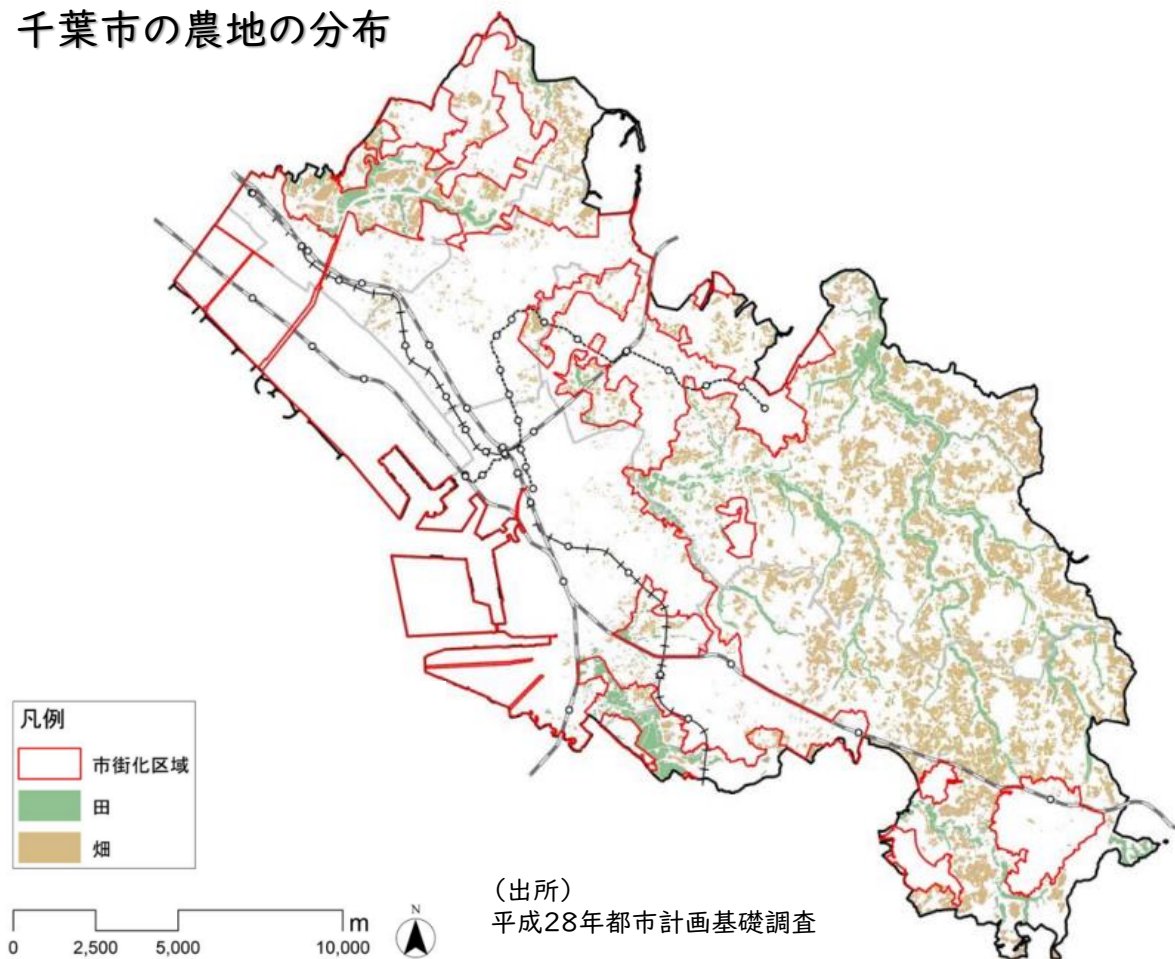 千葉市の農地の分布
凡例
市街化区域
田
畑
0 2,500 5,000 10,000 m
N
（出所）
平成28年都市計画基礎調査